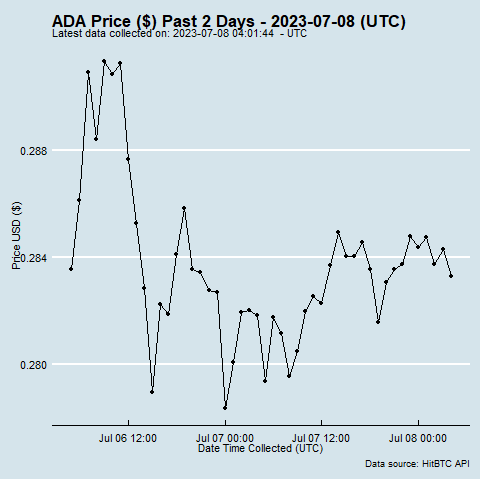 ADA Price ($) Past 2 Days - 2023-07-08 (UTC)
Latest data collected on: 2023-07-08 04:01:44 - UTC
Price USD ($)
0.288
0.284
0.280
Jul 06 12:00
Jul 07 00:00
Jul 07 12:00
Jul 08 00:00
Date Time Collected (UTC)
Data source: HitBTC API